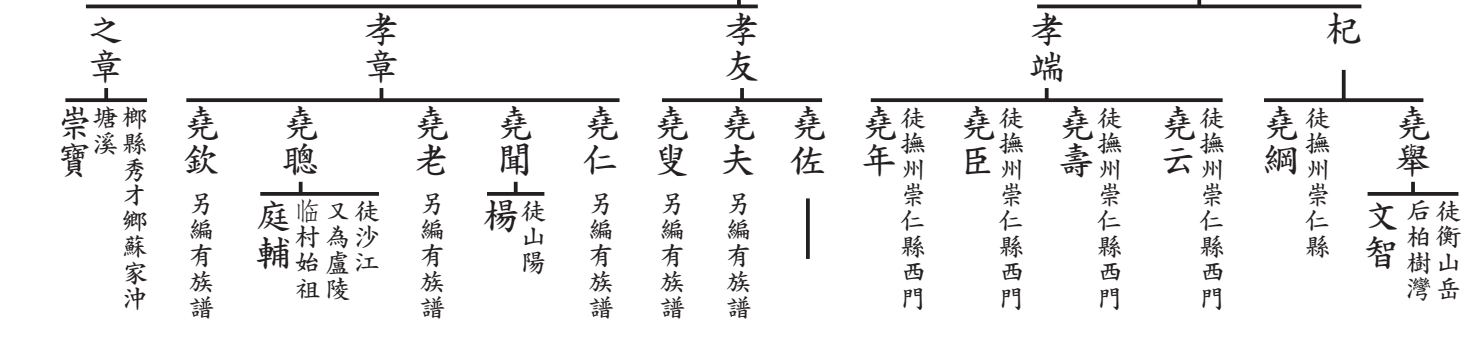 杞
孝端
孝友
孝章
之章
堯舉
徒衡山岳
后柏樹灣
文智
徒撫州崇仁縣
堯綱
徒撫州崇仁縣西門
堯云
徒撫州崇仁縣西門
堯壽
徒撫州崇仁縣西門
堯臣
徒撫州崇仁縣西門
堯年
堯佐
堯夫
另編有族譜
堯叟
另編有族譜
堯仁
另編有族譜
堯聞
徒山陽
楊
堯老
另編有族譜
堯聰
徒沙江
又為盧陵
临村始祖
庭輔
堯欽
另編有族譜
梛縣秀才鄉蘇家沖
塘溪
崇寶